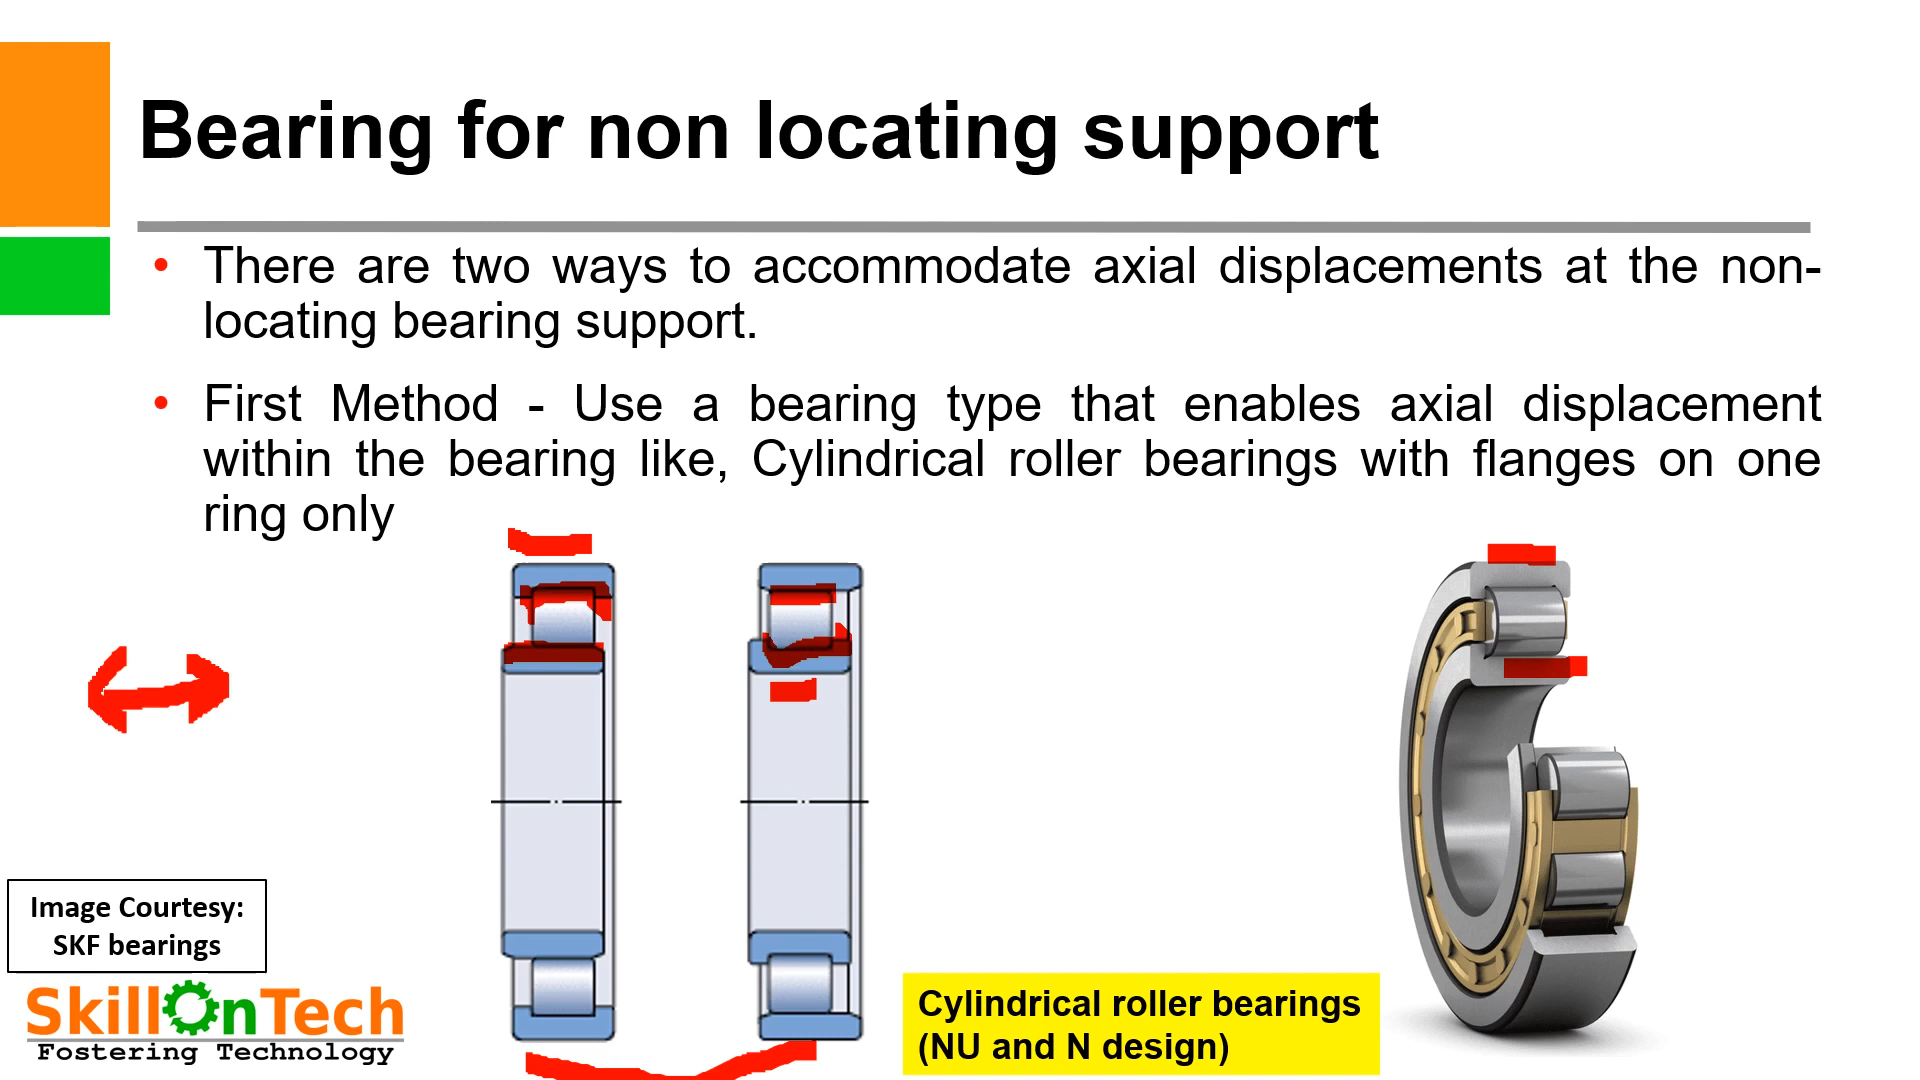 Bearing for non locating support
• There are two ways to accommodate axial displacements at the non-
locating bearing support.
• First Method - Use a bearing type that enables axial displacement
within the bearing like, Cylindrical roller bearings with flanges on one
ring only
Image Courtesy:
SKF bearings
SkillOnTech
Fostering Technology
Cylindrical roller bearings
(NU and N design)